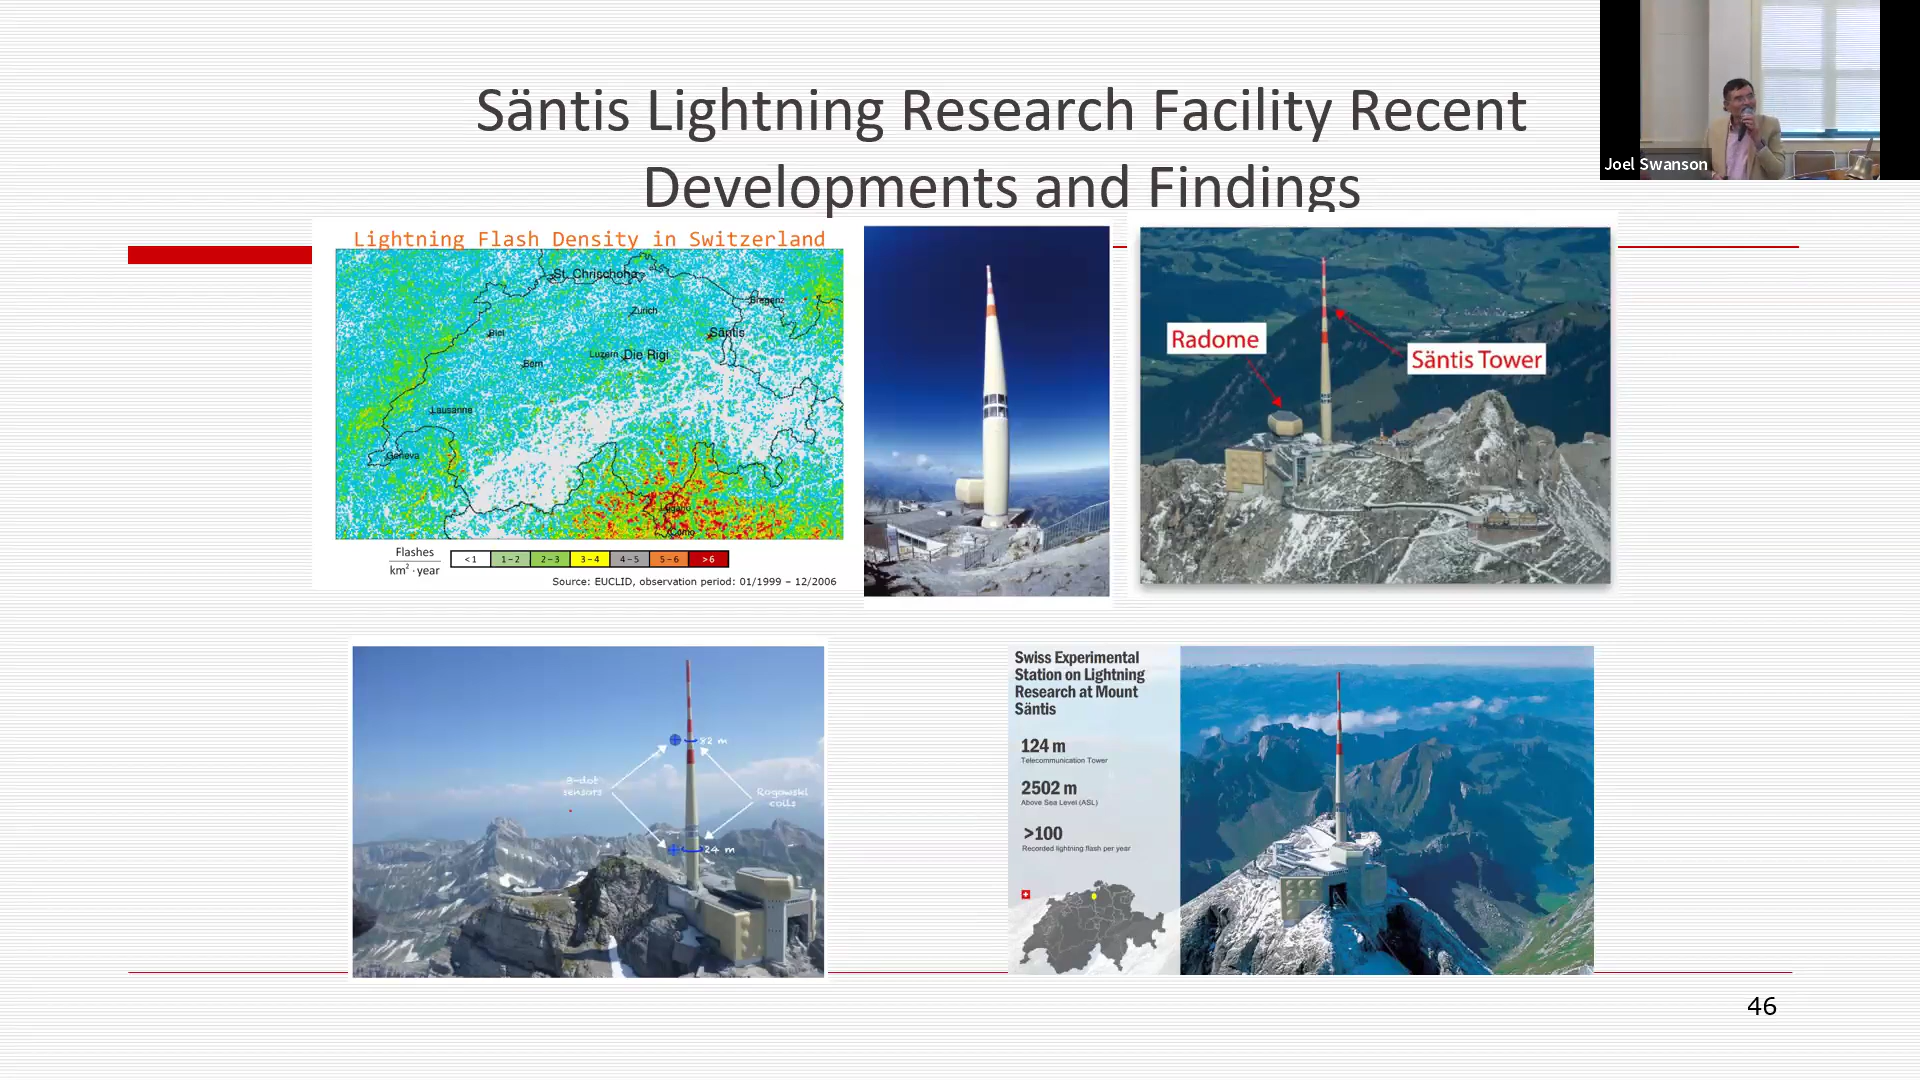 Säntis Lightning Research Facility Recent
Developments and Findings
Joel Swanson
Lightning Flash Density in Switzerland
St. Chrischona
Bregenz
Zurich
Biel
Säntis
Luzern
Die Rigi
Bern
Lausanne
Geneva
Lugano
Como
Flashes
km² · year
< 1
1 – 2
2 – 3
3 – 4
4 – 5
5 – 6
> 6
Source: EUCLID, observation period: 01/1999 – 12/2006
Radome
Säntis Tower
82 m
B-dot
sensors
Rogowski
coils
24 m
Swiss Experimental
Station on Lightning
Research at Mount
Säntis
124 m
Telecommunication Tower
2502 m
Above Sea Level (ASL)
>100
Recorded lightning flash per year
46